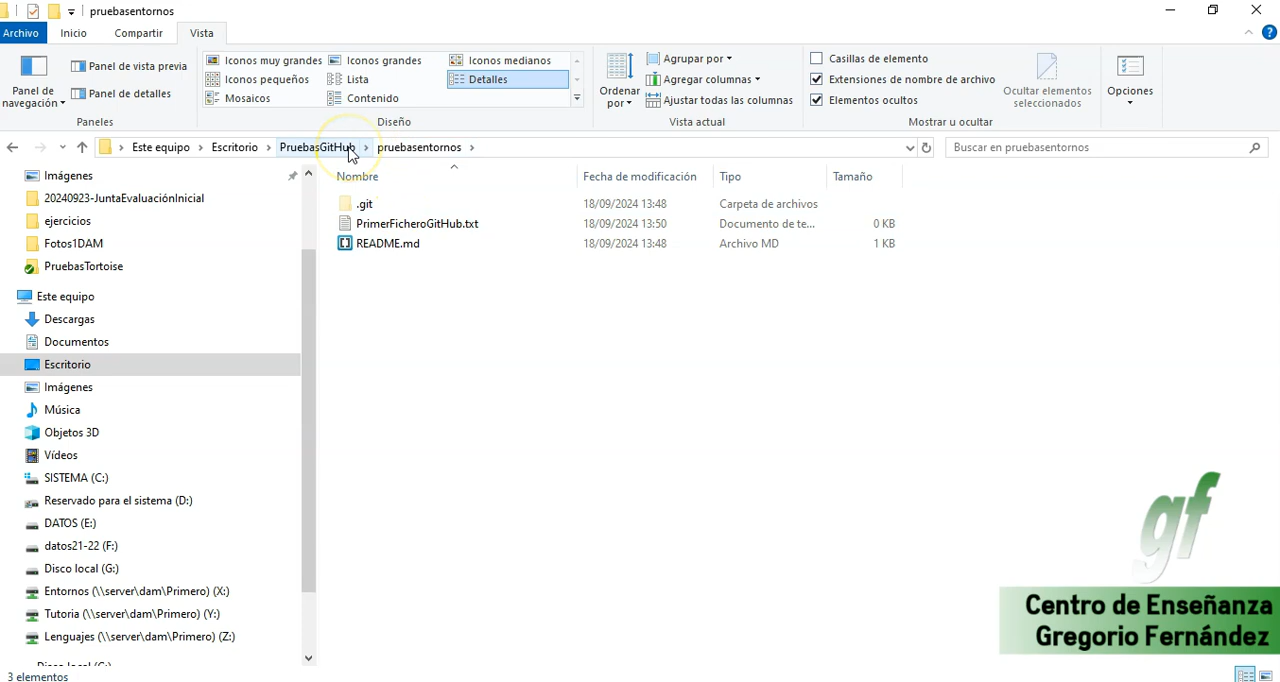 pruebasentornos
Archivo Inicio Compartir Vista
Panel de navegación
Panel de vista previa
Panel de detalles
Paneles
Iconos muy grandes Iconos grandes Iconos medianos
Iconos pequeños Lista Detalles
Mosaicos Contenido
Diseño
Ordenar por
Agrupar por
Agregar columnas
Ajustar todas las columnas
Vista actual
Casillas de elemento
Extensiones de nombre de archivo
Elementos ocultos
Ocultar elementos seleccionados
Mostrar u ocultar
Opciones
Este equipo Escritorio PruebasGitHub pruebasentornos
Buscar en pruebasentornos
Imágenes
20240923-JuntaEvaluaciónInicial
ejercicios
Fotos1DAM
PruebasTortoise
Este equipo
Descargas
Documentos
Escritorio
Imágenes
Música
Objetos 3D
Vídeos
SISTEMA (C:)
Reservado para el sistema (D:)
DATOS (E:)
datos21-22 (F:)
Disco local (G:)
Entornos (\\server\dam\Primero) (X:)
Tutoria (\\server\dam\Primero) (Y:)
Lenguajes (\\server\dam\Primero) (Z:)
Nombre Fecha de modificación Tipo Tamaño
.git 18/09/2024 13:48 Carpeta de archivos
PrimerFicheroGitHub.txt 18/09/2024 13:50 Documento de te... 0 KB
README.md 18/09/2024 13:48 Archivo MD 1 KB
gf
Centro de Enseñanza
Gregorio Fernández
3 elementos